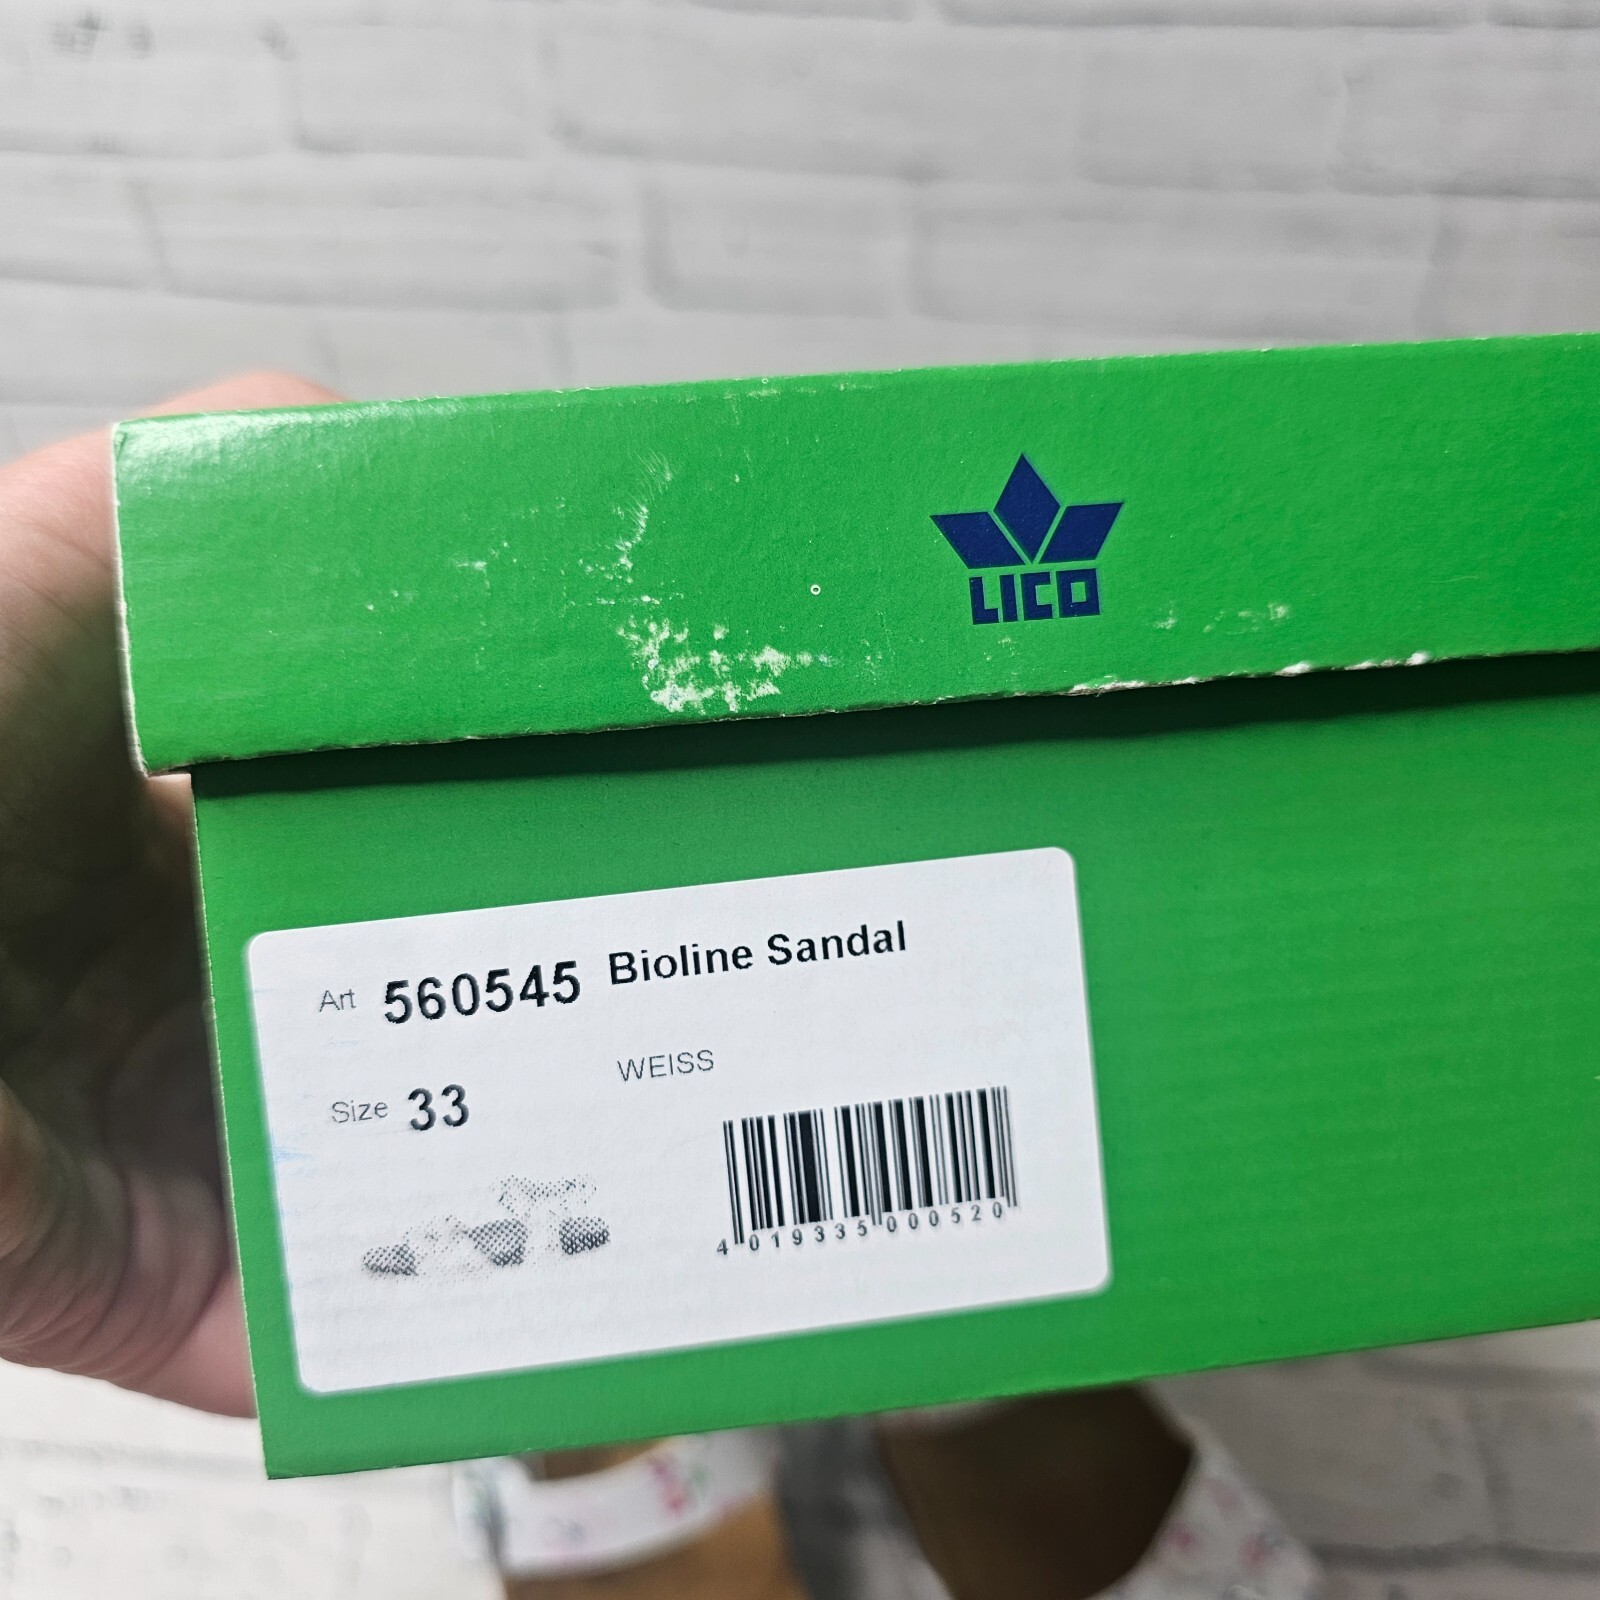 LICO
Art 560545 Bioline Sandal
WEISS
Size 33
4 019335 000520